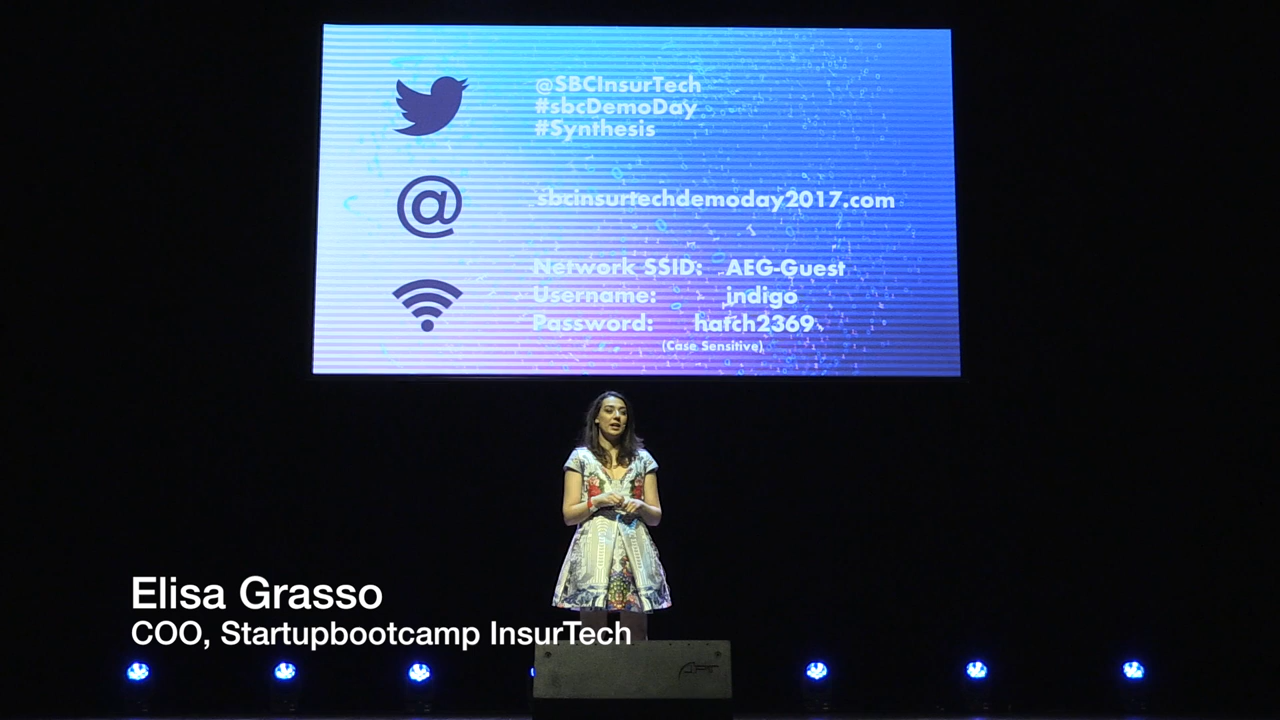 @SBCInsurTech
#sbcDemoDay
#Synthesis
@
sbcinsurtechdemoday2017.com
Network SSID: AEG-Guest
Username: indigo
Password: hafch2369
(Case Sensitive)
Elisa Grasso
COO, Startupbootcamp InsurTech